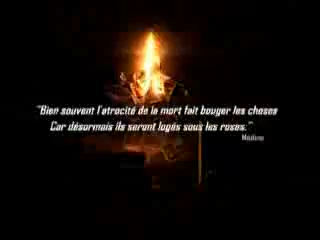 "Bien souvent l'atrocité de la mort fait bouger les choses
Car désormais ils seront logés sous les roses."